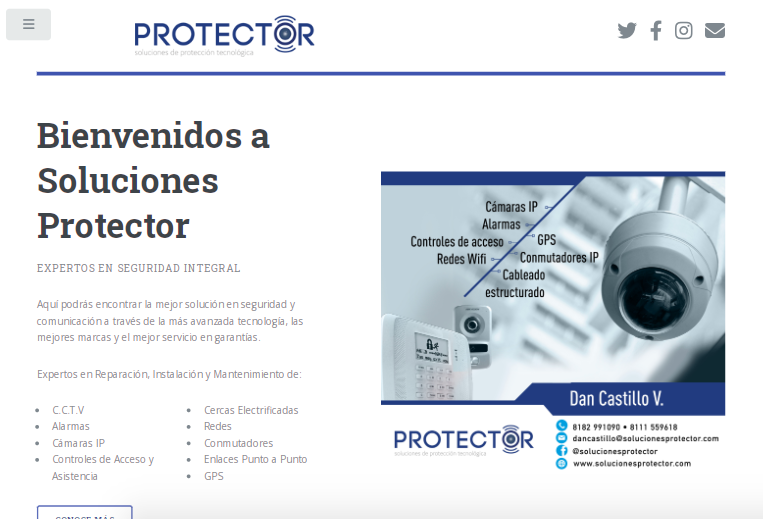 PROTECTOR
soluciones de protección tecnológica
Bienvenidos a
Soluciones
Protector
EXPERTOS EN SEGURIDAD INTEGRAL
Aquí podrás encontrar la mejor solución en seguridad y
comunicación a través de la más avanzada tecnología, las
mejores marcas y el mejor servicio en garantías.
Expertos en Reparación, Instalación y Mantenimiento de:
C.C.T.V
Alarmas
Cámaras IP
Controles de Acceso y
Asistencia
Cercas Electrificadas
Redes
Conmutadores
Enlaces Punto a Punto
GPS
CONOCE MÁS
Cámaras IP
Alarmas
Controles de acceso
GPS
Redes Wifi
Conmutadores IP
Cableado
estructurado
Dan Castillo V.
PROTECTOR
soluciones de protección tecnológica
8182 991090 • 8111 559618
dancastillo@solucionesprotector.com
@solucionesprotector
www.solucionesprotector.com